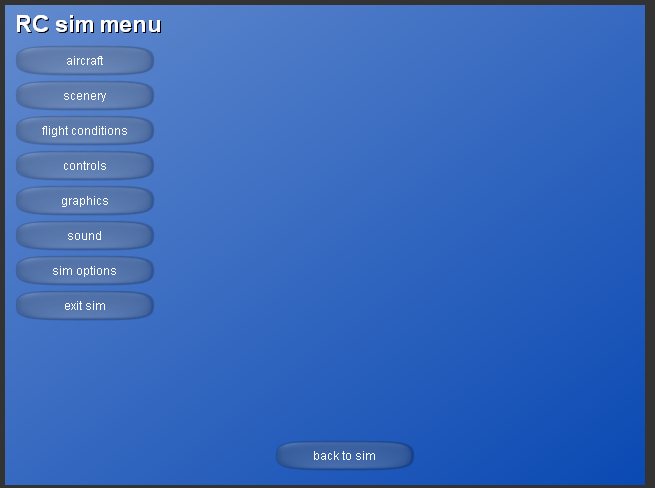 RC sim menu
aircraft
scenery
flight conditions
controls
graphics
sound
sim options
exit sim
back to sim